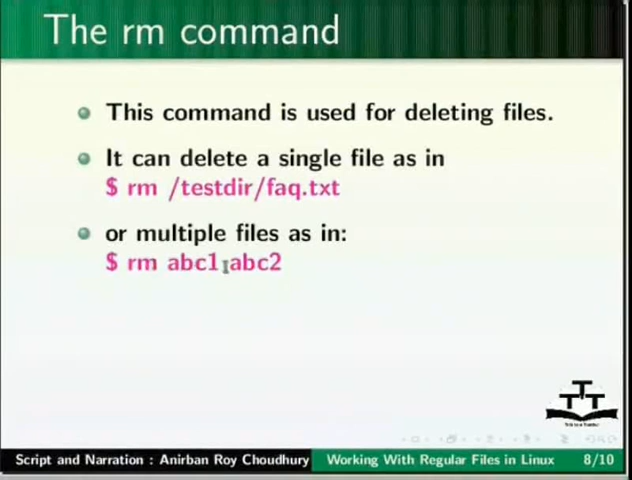 The rm command
This command is used for deleting files.
It can delete a single file as in
$ rm /testdir/faq.txt
or multiple files as in:
$ rm abc1 abc2
TTT
Script and Narration : Anirban Roy Choudhury
Working With Regular Files in Linux
8/10